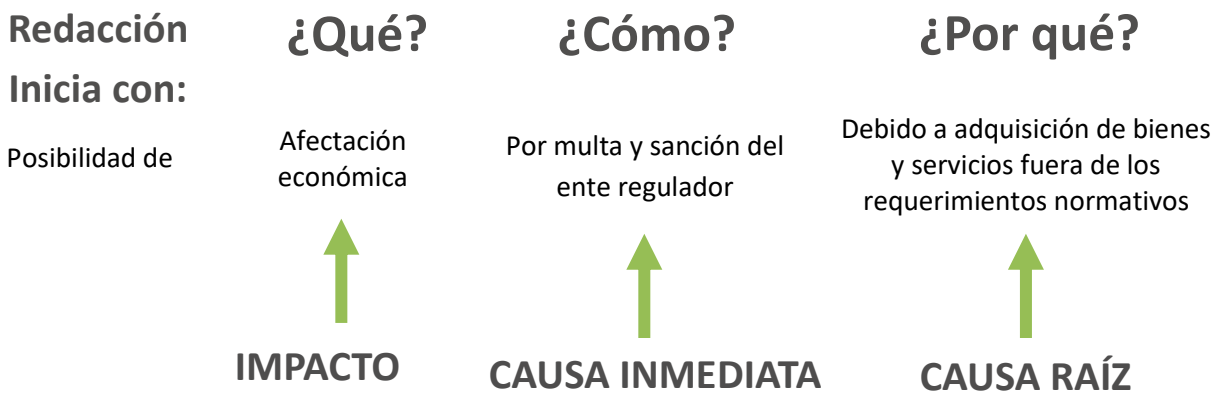 Redacción
Inicia con:
¿Qué?
¿Cómo?
¿Por qué?
Posibilidad de
Afectación
económica
Por multa y sanción del
ente regulador
Debido a adquisición de bienes
y servicios fuera de los
requerimientos normativos
IMPACTO
CAUSA INMEDIATA
CAUSA RAÍZ